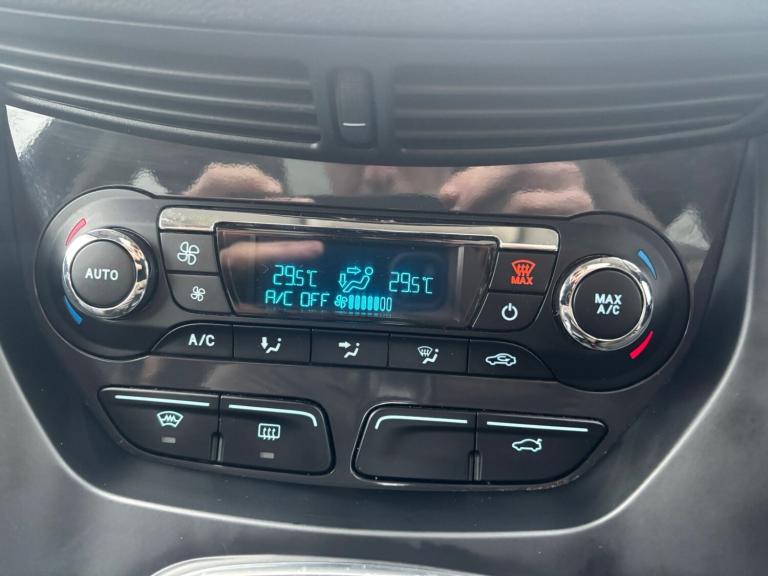 29.5°C 29.5°C
A/C OFF
AUTO
MAX
MAX
A/C
A/C